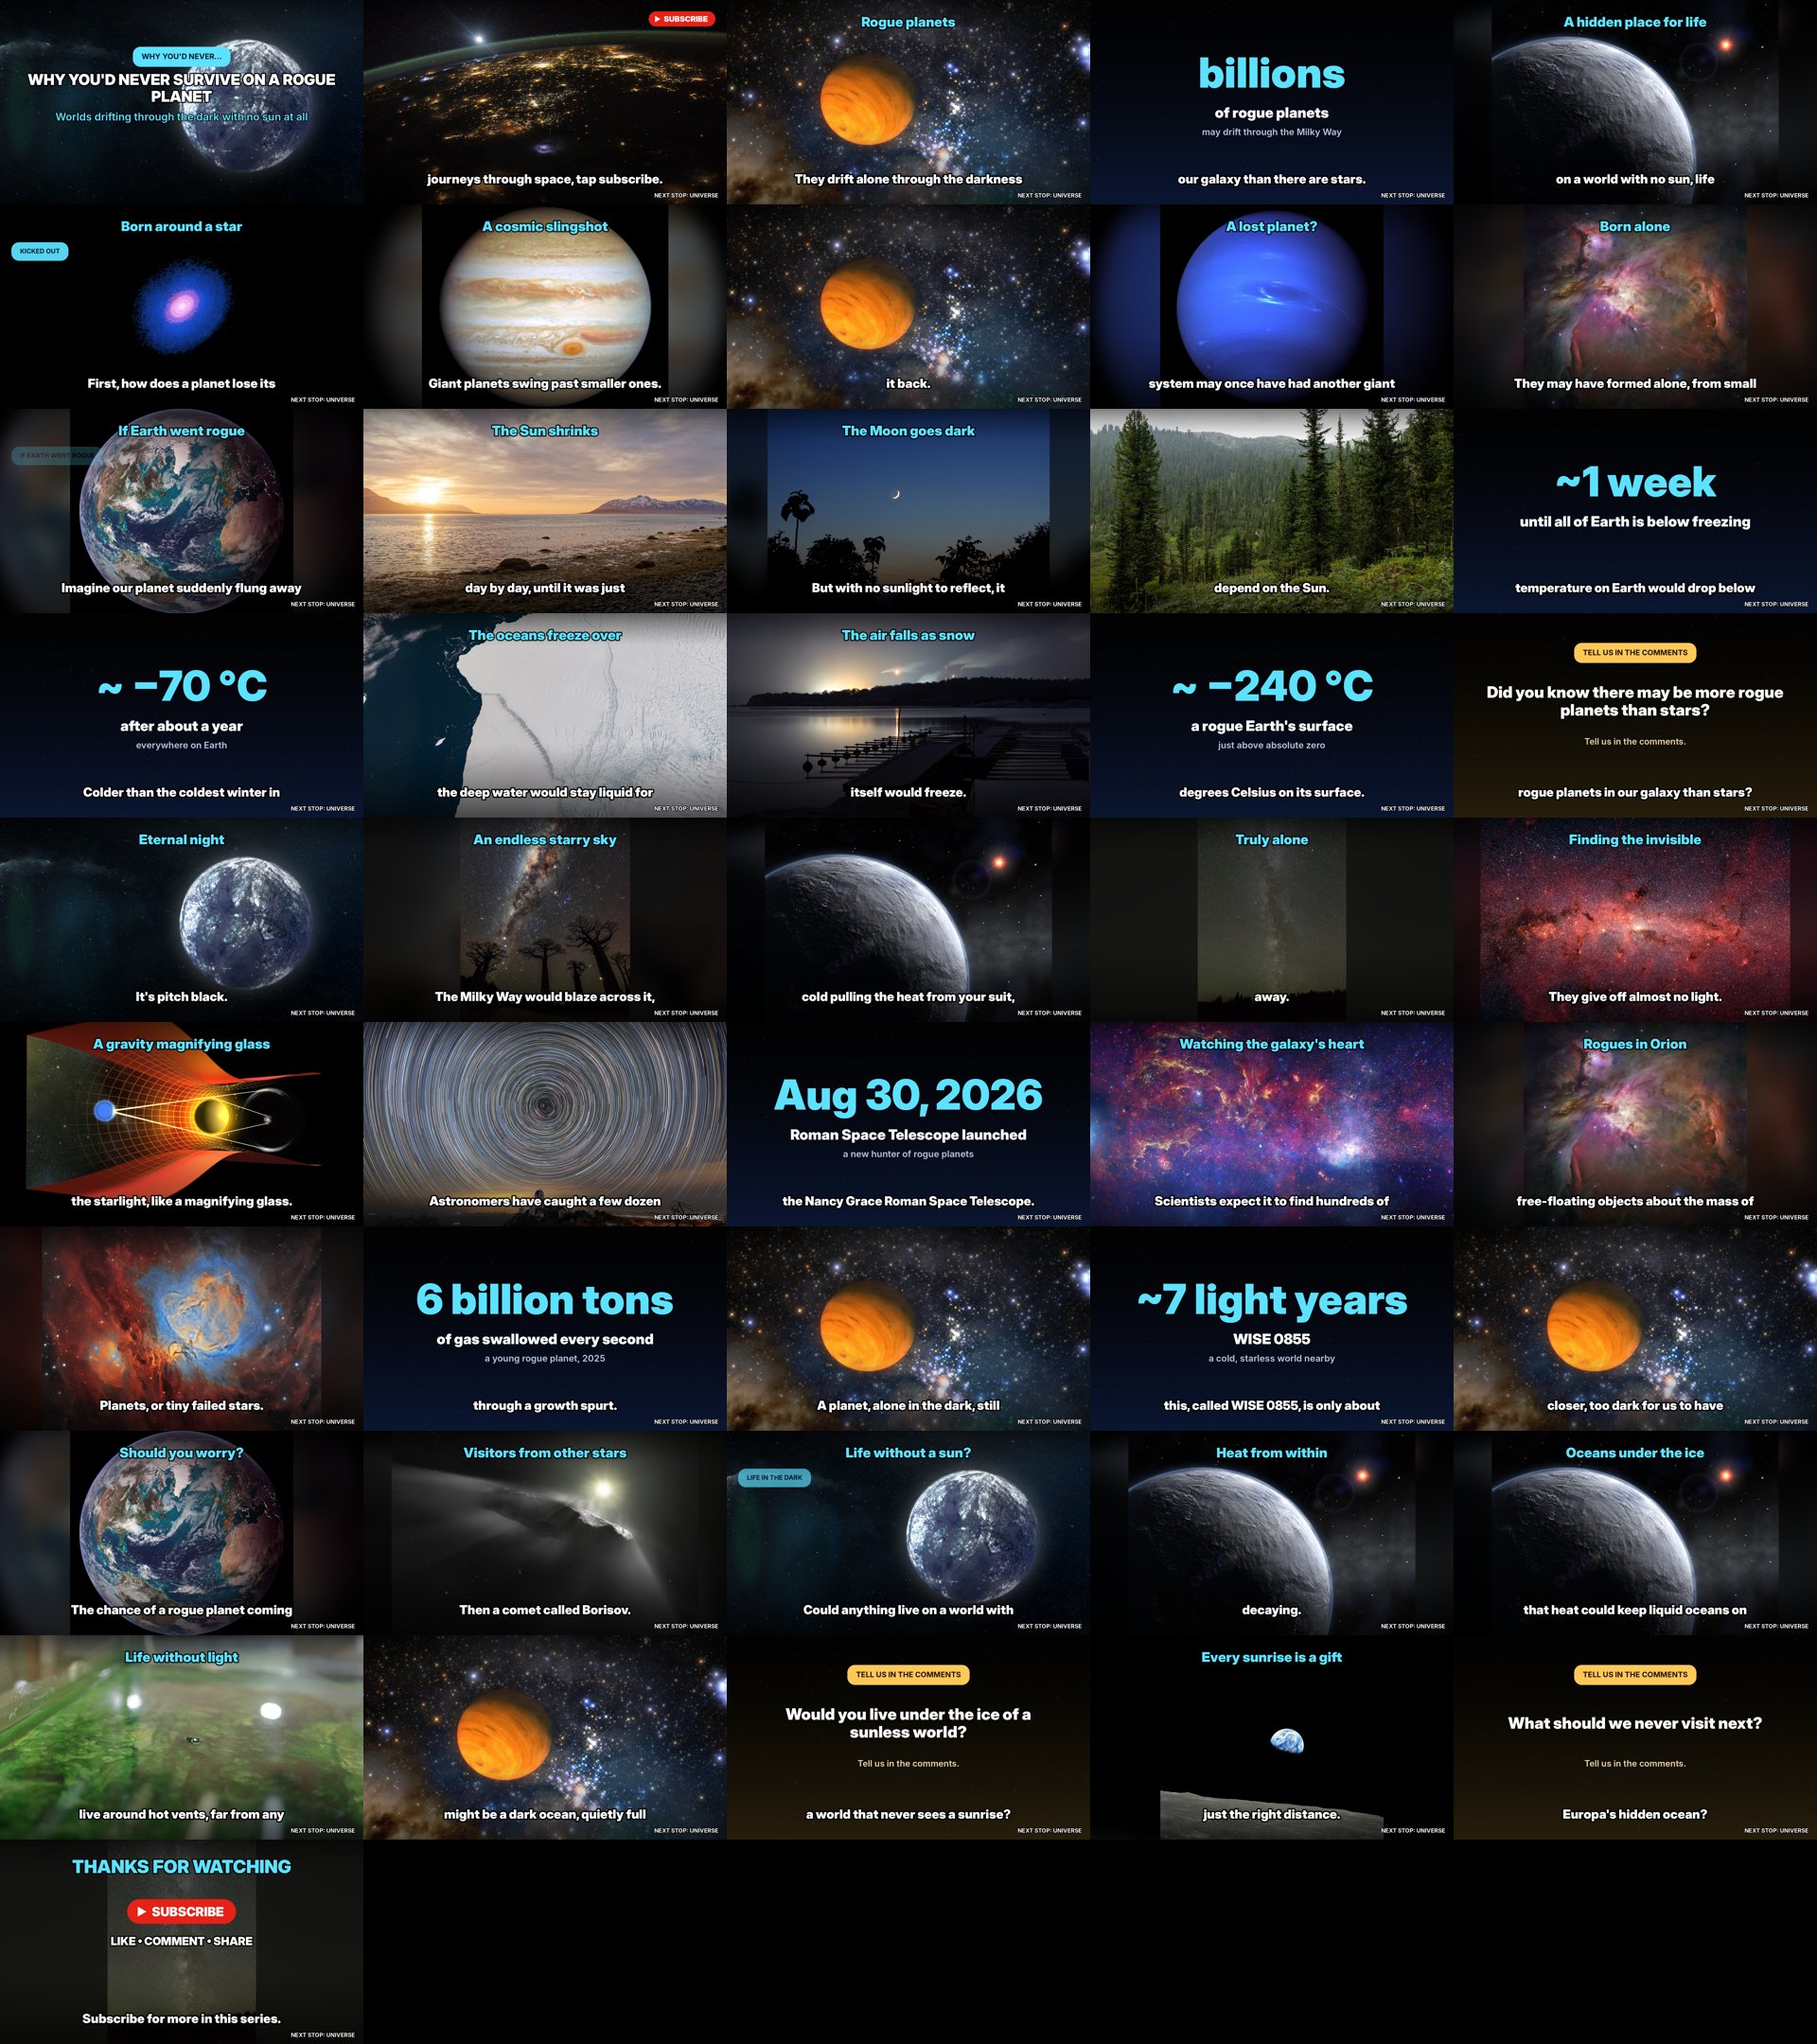 WHY YOU'D NEVER...
WHY YOU'D NEVER SURVIVE ON A ROGUE
PLANET
Worlds drifting through the dark with no sun at all
SUBSCRIBE
journeys through space, tap subscribe.
NEXT STOP: UNIVERSE
Rogue planets
They drift alone through the darkness
NEXT STOP: UNIVERSE
billions
of rogue planets
may drift through the Milky Way
our galaxy than there are stars.
NEXT STOP: UNIVERSE
A hidden place for life
on a world with no sun, life
NEXT STOP: UNIVERSE
Born around a star
KICKED OUT
First, how does a planet lose its
NEXT STOP: UNIVERSE
A cosmic slingshot
Giant planets swing past smaller ones.
NEXT STOP: UNIVERSE
it back.
NEXT STOP: UNIVERSE
A lost planet?
system may once have had another giant
NEXT STOP: UNIVERSE
Born alone
They may have formed alone, from small
NEXT STOP: UNIVERSE
If Earth went rogue
IF EARTH WENT ROGUE
Imagine our planet suddenly flung away
NEXT STOP: UNIVERSE
The Sun shrinks
day by day, until it was just
NEXT STOP: UNIVERSE
The Moon goes dark
But with no sunlight to reflect, it
NEXT STOP: UNIVERSE
depend on the Sun.
NEXT STOP: UNIVERSE
~1 week
until all of Earth is below freezing
temperature on Earth would drop below
NEXT STOP: UNIVERSE
~ −70 °C
after about a year
everywhere on Earth
Colder than the coldest winter in
NEXT STOP: UNIVERSE
The oceans freeze over
the deep water would stay liquid for
NEXT STOP: UNIVERSE
The air falls as snow
itself would freeze.
NEXT STOP: UNIVERSE
~ −240 °C
a rogue Earth's surface
just above absolute zero
degrees Celsius on its surface.
NEXT STOP: UNIVERSE
TELL US IN THE COMMENTS
Did you know there may be more rogue
planets than stars?
Tell us in the comments.
rogue planets in our galaxy than stars?
NEXT STOP: UNIVERSE
Eternal night
It's pitch black.
NEXT STOP: UNIVERSE
An endless starry sky
The Milky Way would blaze across it,
NEXT STOP: UNIVERSE
cold pulling the heat from your suit,
NEXT STOP: UNIVERSE
Truly alone
away.
NEXT STOP: UNIVERSE
Finding the invisible
They give off almost no light.
NEXT STOP: UNIVERSE
A gravity magnifying glass
the starlight, like a magnifying glass.
NEXT STOP: UNIVERSE
Astronomers have caught a few dozen
NEXT STOP: UNIVERSE
Aug 30, 2026
Roman Space Telescope launched
a new hunter of rogue planets
the Nancy Grace Roman Space Telescope.
NEXT STOP: UNIVERSE
Watching the galaxy's heart
Scientists expect it to find hundreds of
NEXT STOP: UNIVERSE
Rogues in Orion
free-floating objects about the mass of
NEXT STOP: UNIVERSE
Planets, or tiny failed stars.
NEXT STOP: UNIVERSE
6 billion tons
of gas swallowed every second
a young rogue planet, 2025
through a growth spurt.
NEXT STOP: UNIVERSE
A planet, alone in the dark, still
NEXT STOP: UNIVERSE
~7 light years
WISE 0855
a cold, starless world nearby
this, called WISE 0855, is only about
NEXT STOP: UNIVERSE
closer, too dark for us to have
NEXT STOP: UNIVERSE
Should you worry?
The chance of a rogue planet coming
NEXT STOP: UNIVERSE
Visitors from other stars
Then a comet called Borisov.
NEXT STOP: UNIVERSE
Life without a sun?
LIFE IN THE DARK
Could anything live on a world with
NEXT STOP: UNIVERSE
Heat from within
decaying.
NEXT STOP: UNIVERSE
Oceans under the ice
that heat could keep liquid oceans on
NEXT STOP: UNIVERSE
Life without light
live around hot vents, far from any
NEXT STOP: UNIVERSE
might be a dark ocean, quietly full
NEXT STOP: UNIVERSE
TELL US IN THE COMMENTS
Would you live under the ice of a
sunless world?
Tell us in the comments.
a world that never sees a sunrise?
NEXT STOP: UNIVERSE
Every sunrise is a gift
just the right distance.
NEXT STOP: UNIVERSE
TELL US IN THE COMMENTS
What should we never visit next?
Tell us in the comments.
Europa's hidden ocean?
NEXT STOP: UNIVERSE
THANKS FOR WATCHING
SUBSCRIBE
LIKE • COMMENT • SHARE
Subscribe for more in this series.
NEXT STOP: UNIVERSE